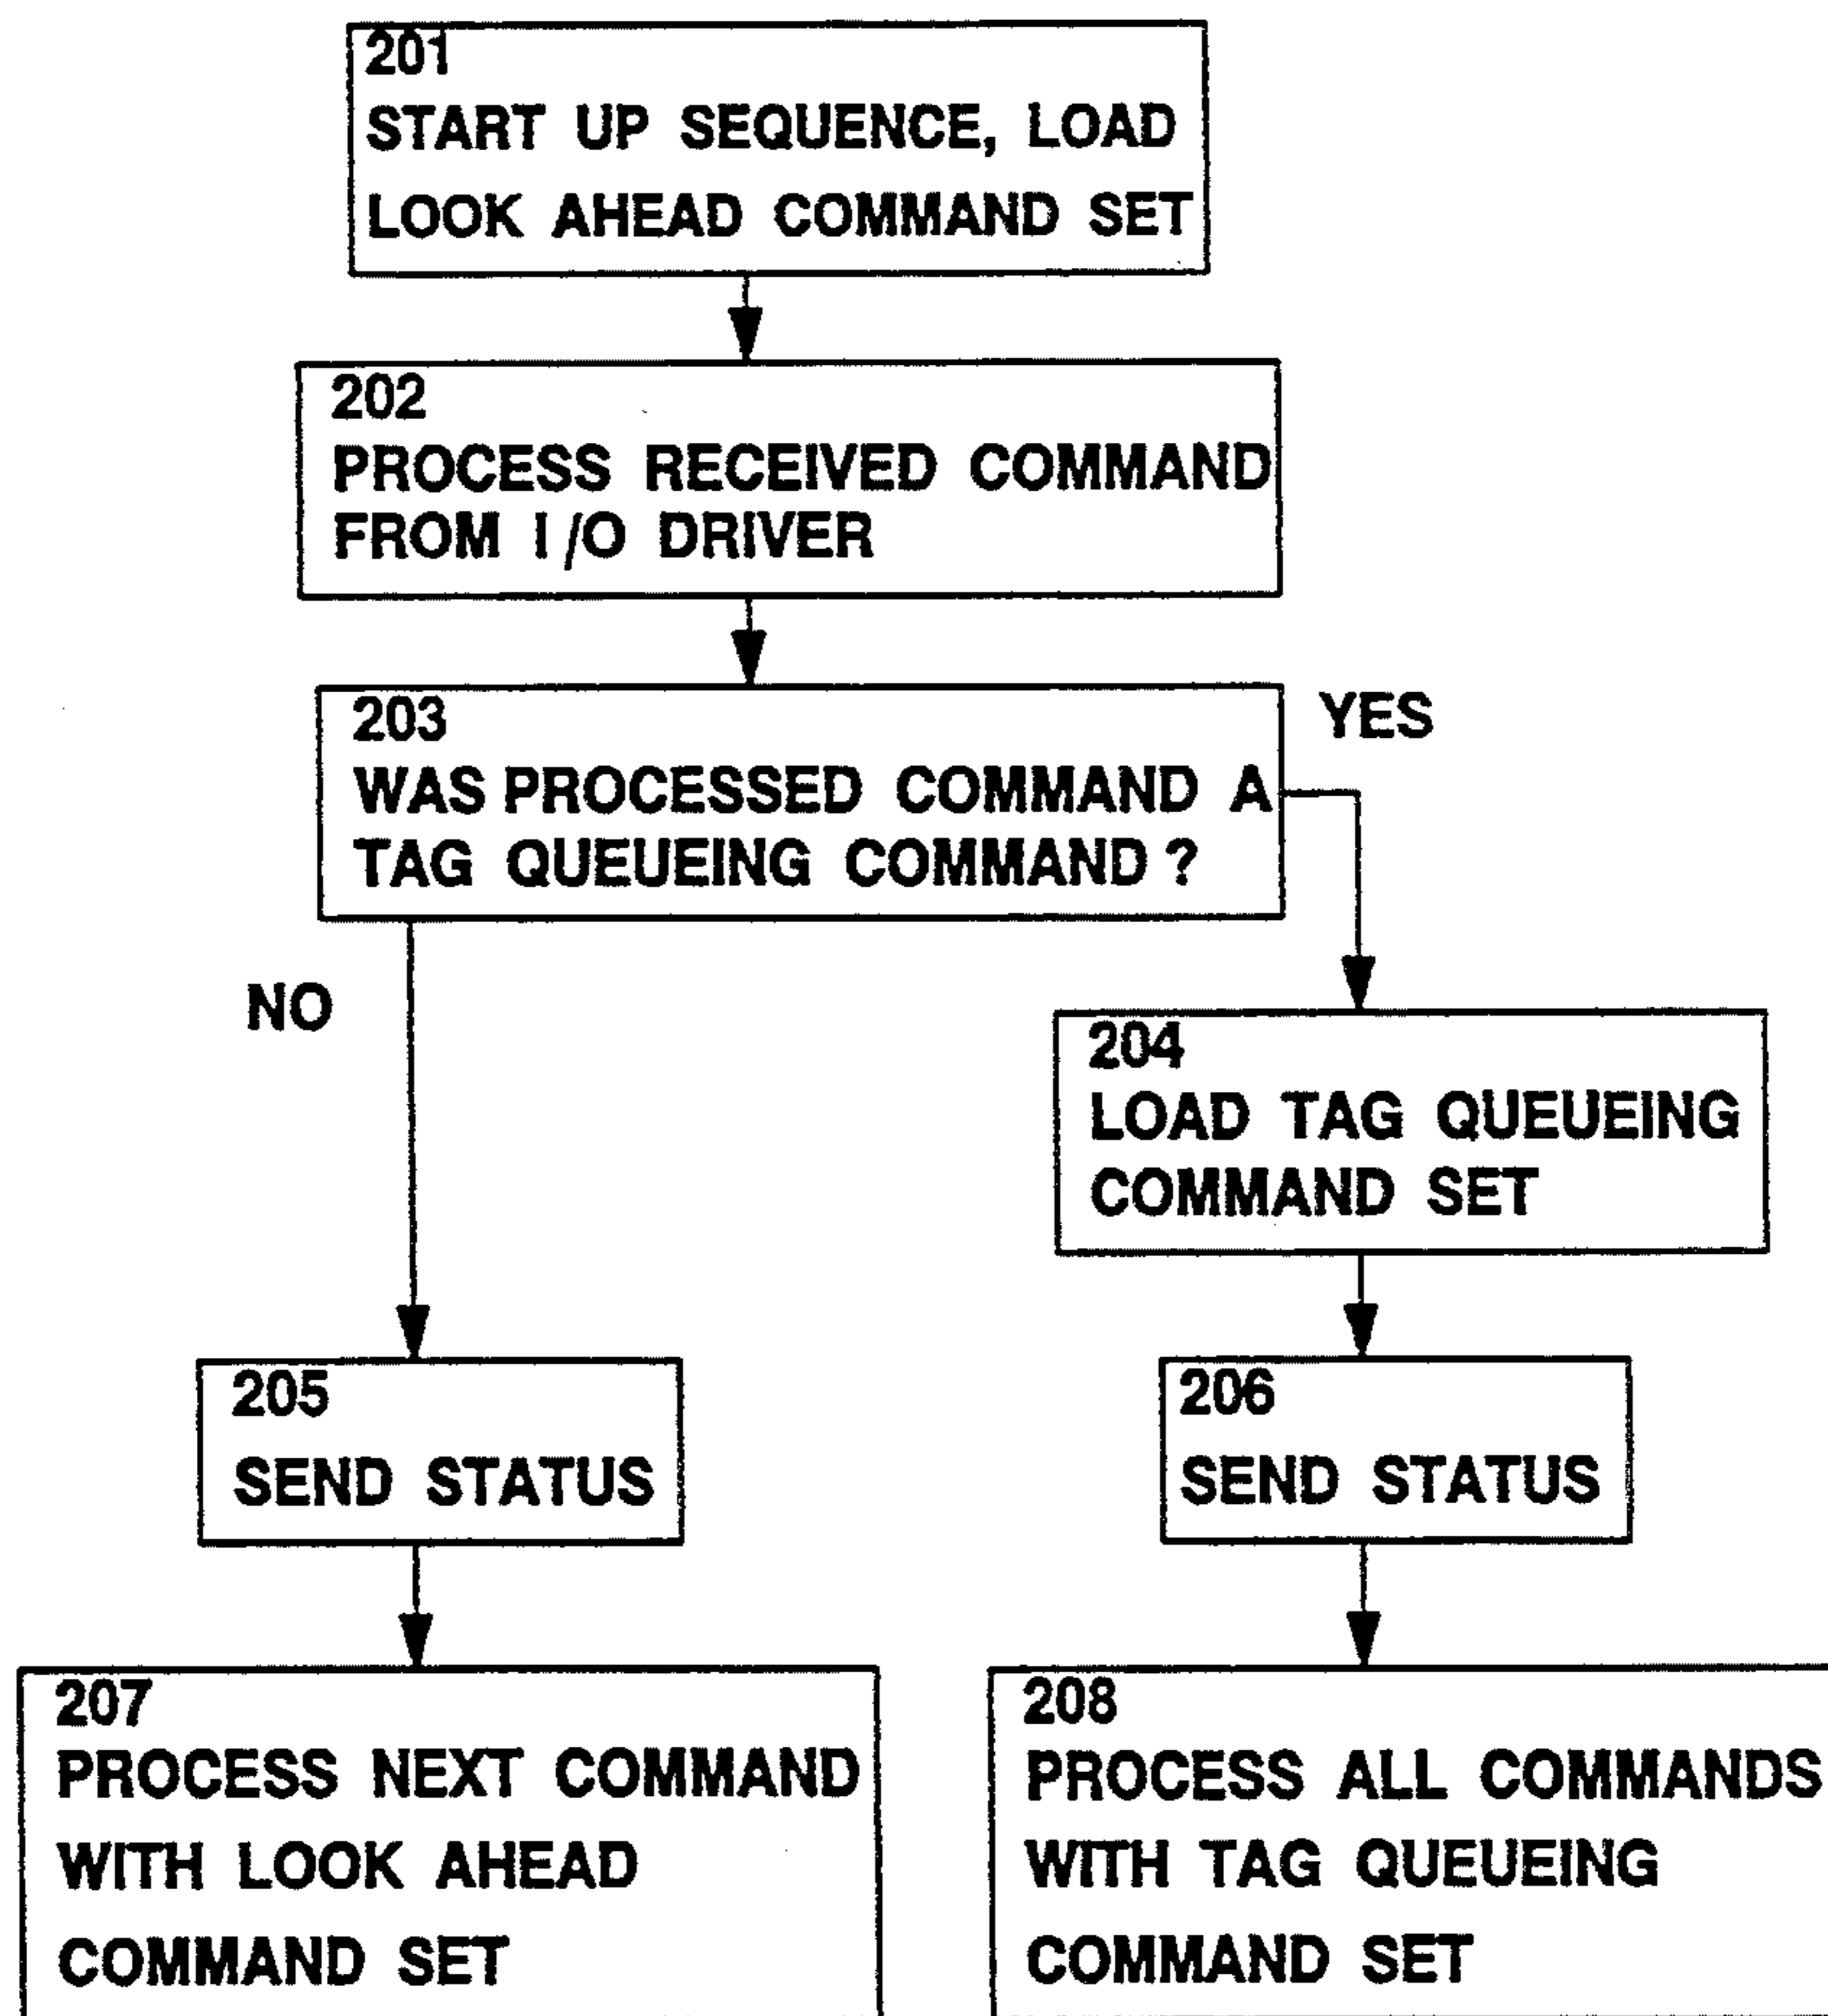 201
START UP SEQUENCE, LOAD
LOOK AHEAD COMMAND SET
202
PROCESS RECEIVED COMMAND
FROM I/O DRIVER
203
WAS PROCESSED COMMAND A
TAG QUEUEING COMMAND?
YES
NO
204
LOAD TAG QUEUEING
COMMAND SET
205
SEND STATUS
206
SEND STATUS
207
PROCESS NEXT COMMAND
WITH LOOK AHEAD
COMMAND SET
208
PROCESS ALL COMMANDS
WITH TAG QUEUEING
COMMAND SET